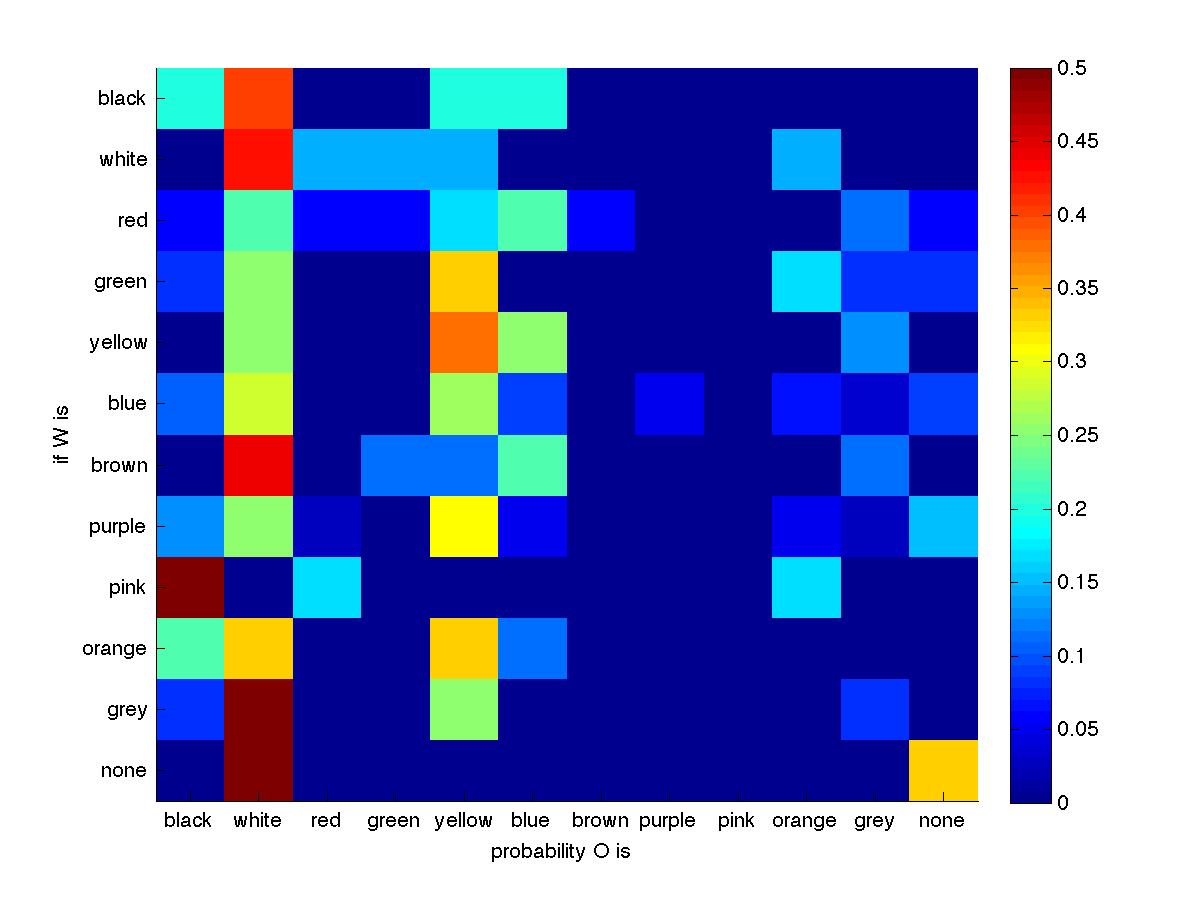 if W is
black
white
red
green
yellow
blue
brown
purple
pink
orange
grey
none
black white red green yellow blue brown purple pink orange grey none
probability O is
0.5
0.45
0.4
0.35
0.3
0.25
0.2
0.15
0.1
0.05
0